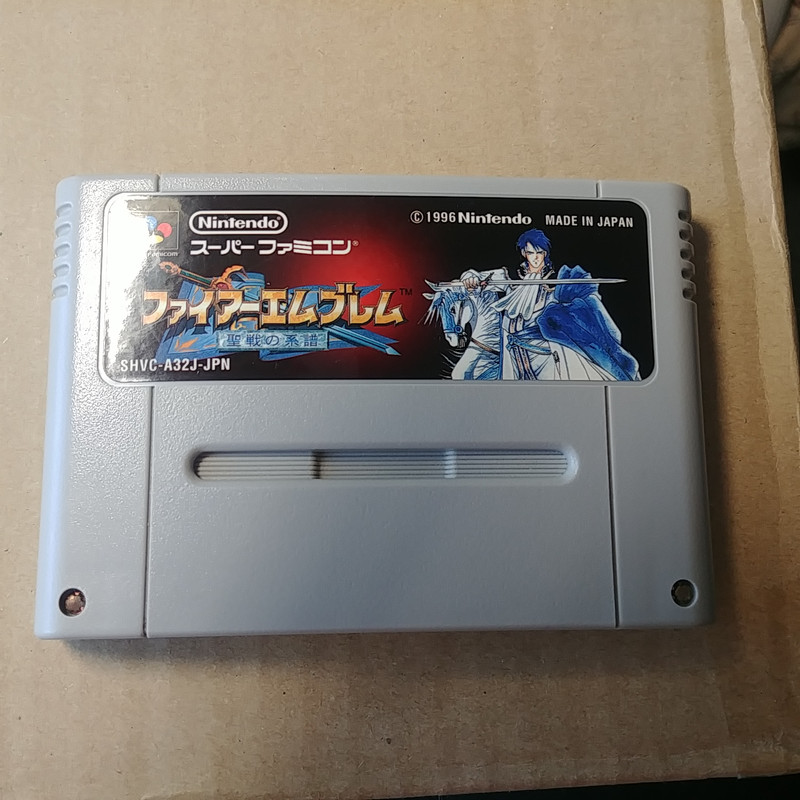 Nintendo®
スーパーファミコン®
© 1996 Nintendo MADE IN JAPAN
ファイアーエムブレム™
聖戦の系譜
SHVC-A32J-JPN